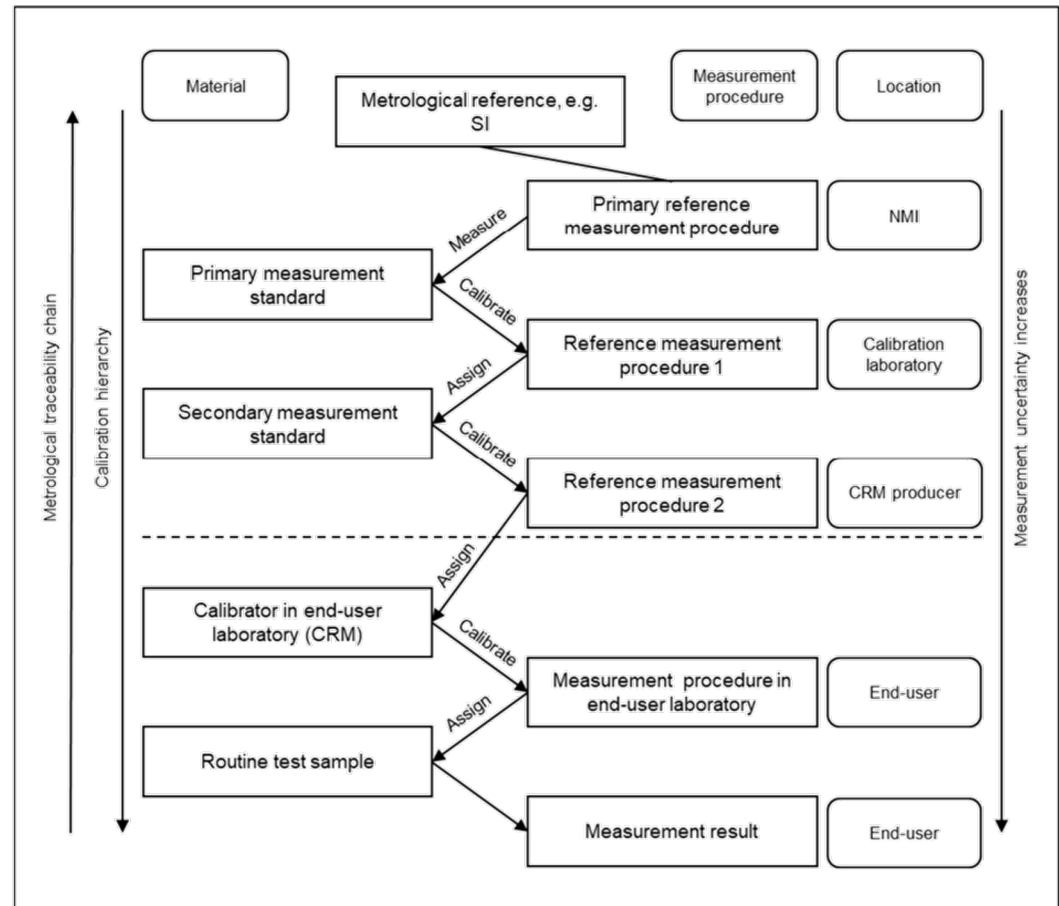 Material
Metrological reference, e.g.
SI
Measurement
procedure
Location
Primary reference
measurement procedure
NMI
Measure
Primary measurement
standard
Calibrate
Reference measurement
procedure 1
Calibration
laboratory
Assign
Secondary measurement
standard
Calibrate
Reference measurement
procedure 2
CRM producer
Assign
Calibrator in end-user
laboratory (CRM)
Calibrate
Measurement procedure in
end-user laboratory
End-user
Assign
Routine test sample
Measurement result
End-user
Metrological traceability chain
Calibration hierarchy
Measurement uncertainty increases